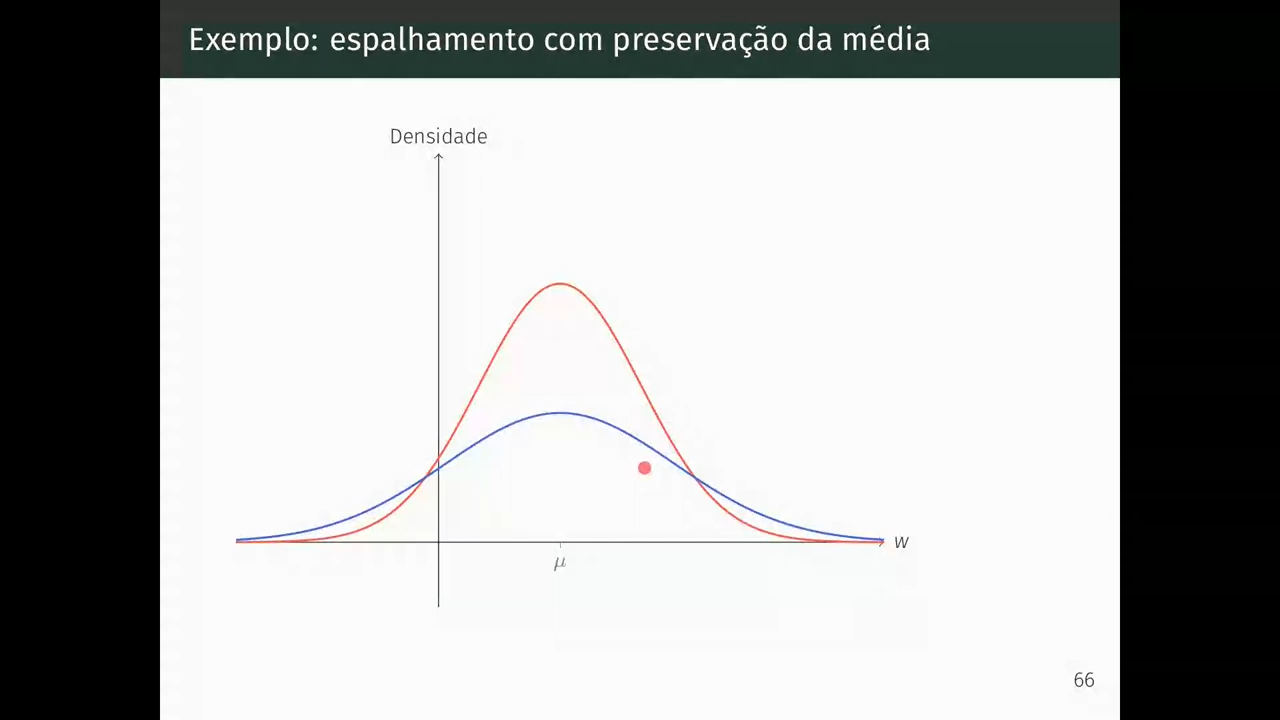 Exemplo: espalhamento com preservação da média
Densidade
w
μ
66